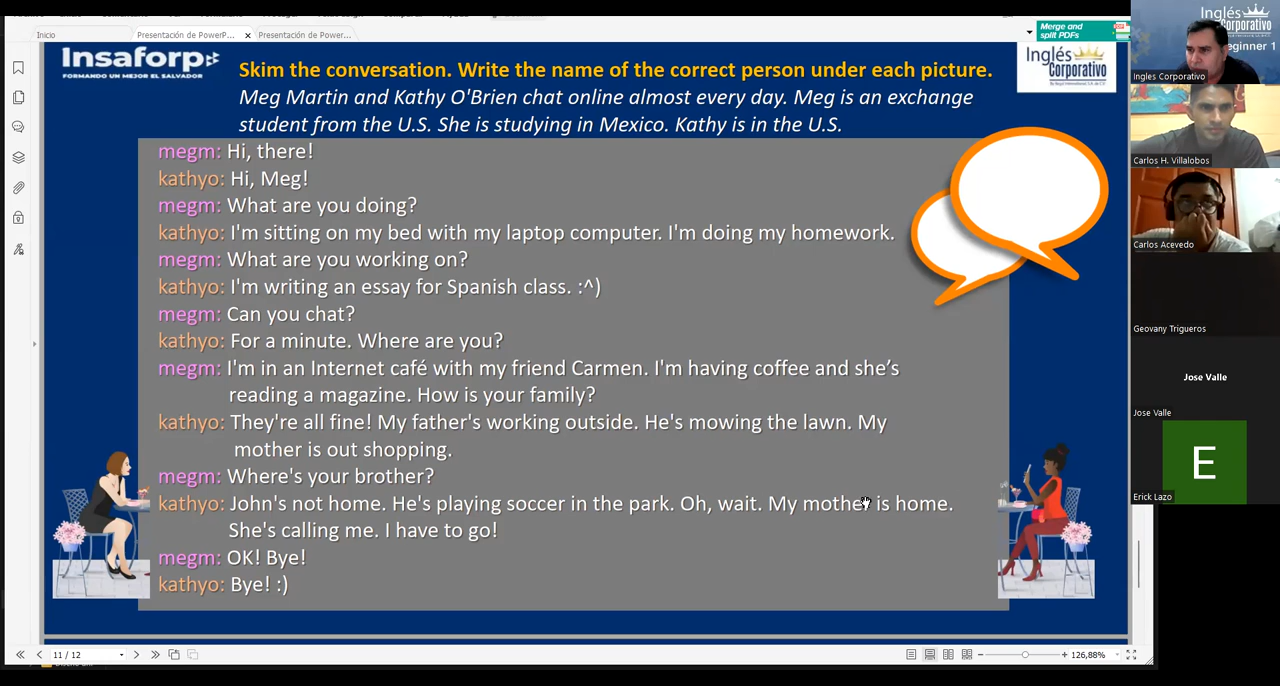 Inicio
Presentación de PowerP... ×
Presentación de PowerP...
Merge and
split PDFs
Insaforp
FORMANDO UN MEJOR EL SALVADOR
Inglés
Corporativo
Skim the conversation. Write the name of the correct person under each picture.
Meg Martin and Kathy O'Brien chat online almost every day. Meg is an exchange
student from the U.S. She is studying in Mexico. Kathy is in the U.S.
megm: Hi, there!
kathyo: Hi, Meg!
megm: What are you doing?
kathyo: I'm sitting on my bed with my laptop computer. I'm doing my homework.
megm: What are you working on?
kathyo: I'm writing an essay for Spanish class. :^)
megm: Can you chat?
kathyo: For a minute. Where are you?
megm: I'm in an Internet café with my friend Carmen. I'm having coffee and she’s
reading a magazine. How is your family?
kathyo: They're all fine! My father's working outside. He's mowing the lawn. My
mother is out shopping.
megm: Where's your brother?
kathyo: John's not home. He's playing soccer in the park. Oh, wait. My mother is home.
She's calling me. I have to go!
megm: OK! Bye!
kathyo: Bye! :)
11 / 12
126,88%
Inglés
Corporativo
Beginner 1
Ingles Corporativo
Carlos H. Villalobos
Carlos Acevedo
Geovany Trigueros
Jose Valle
Jose Valle
E
Erick Lazo